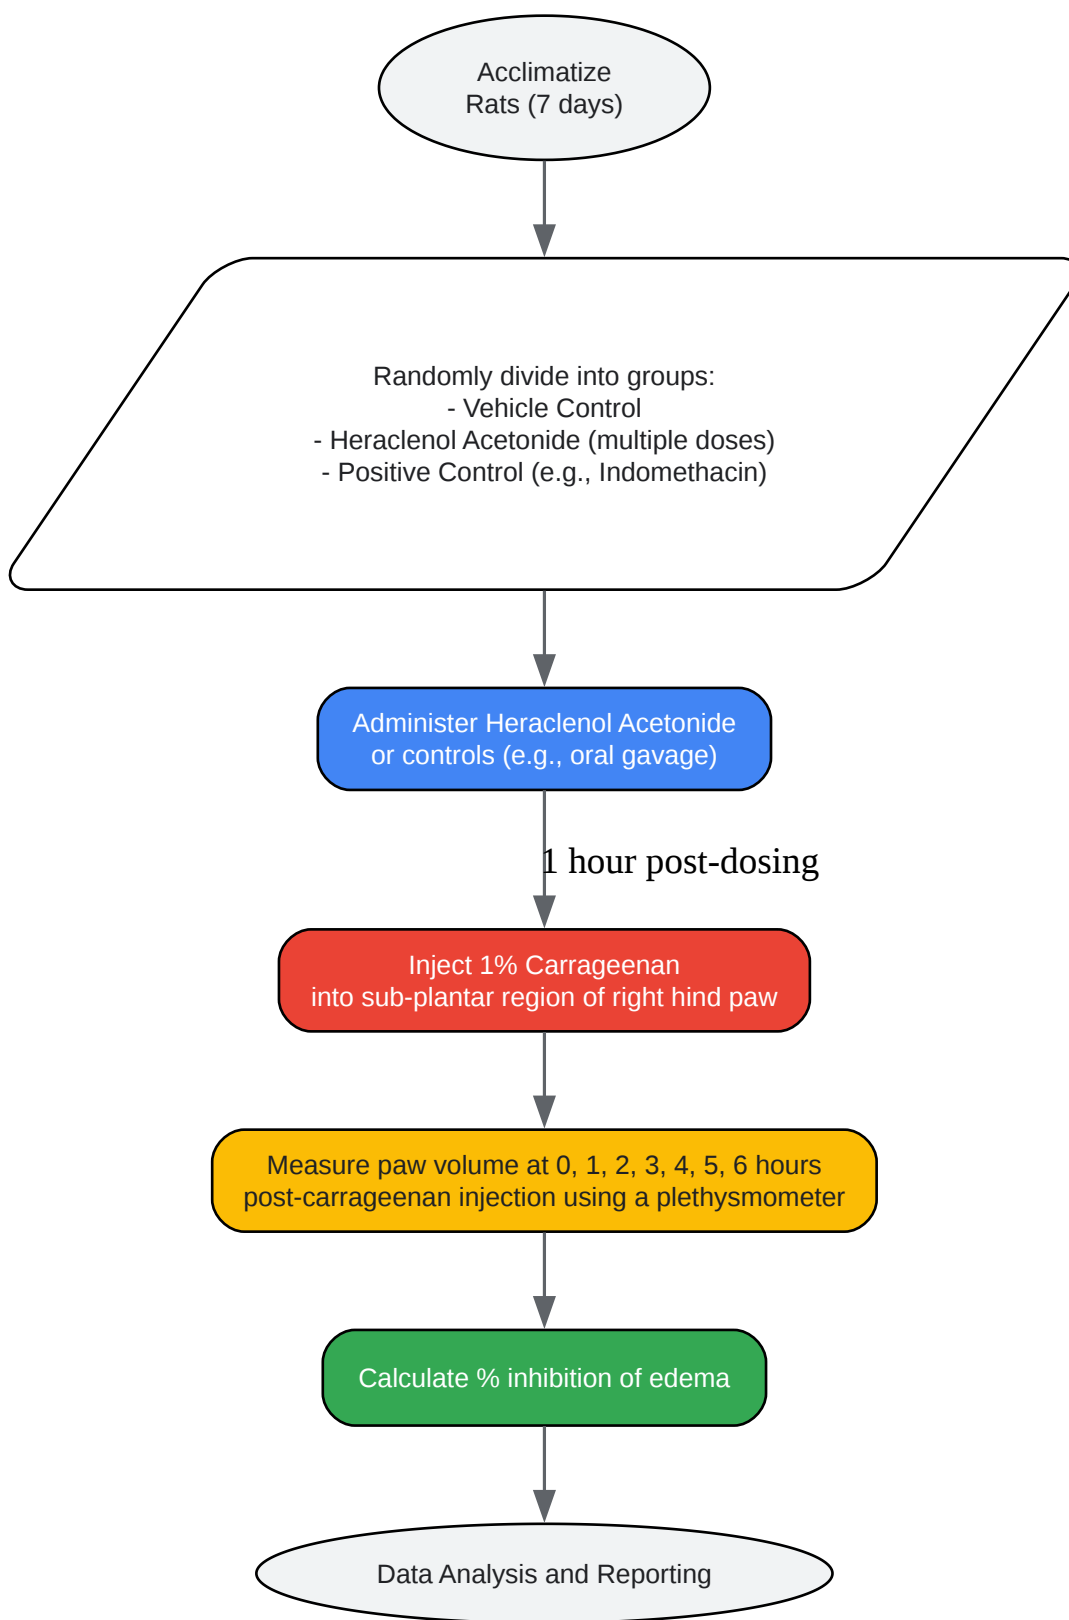 Acclimatize
Rats (7 days)
Randomly divide into groups:
- Vehicle Control
- Heraclenol Acetonide (multiple doses)
- Positive Control (e.g., Indomethacin)
Administer Heraclenol Acetonide
or controls (e.g., oral gavage)
1 hour post-dosing
Inject 1% Carrageenan
into sub-plantar region of right hind paw
Measure paw volume at 0, 1, 2, 3, 4, 5, 6 hours
post-carrageenan injection using a plethysmometer
Calculate % inhibition of edema
Data Analysis and Reporting